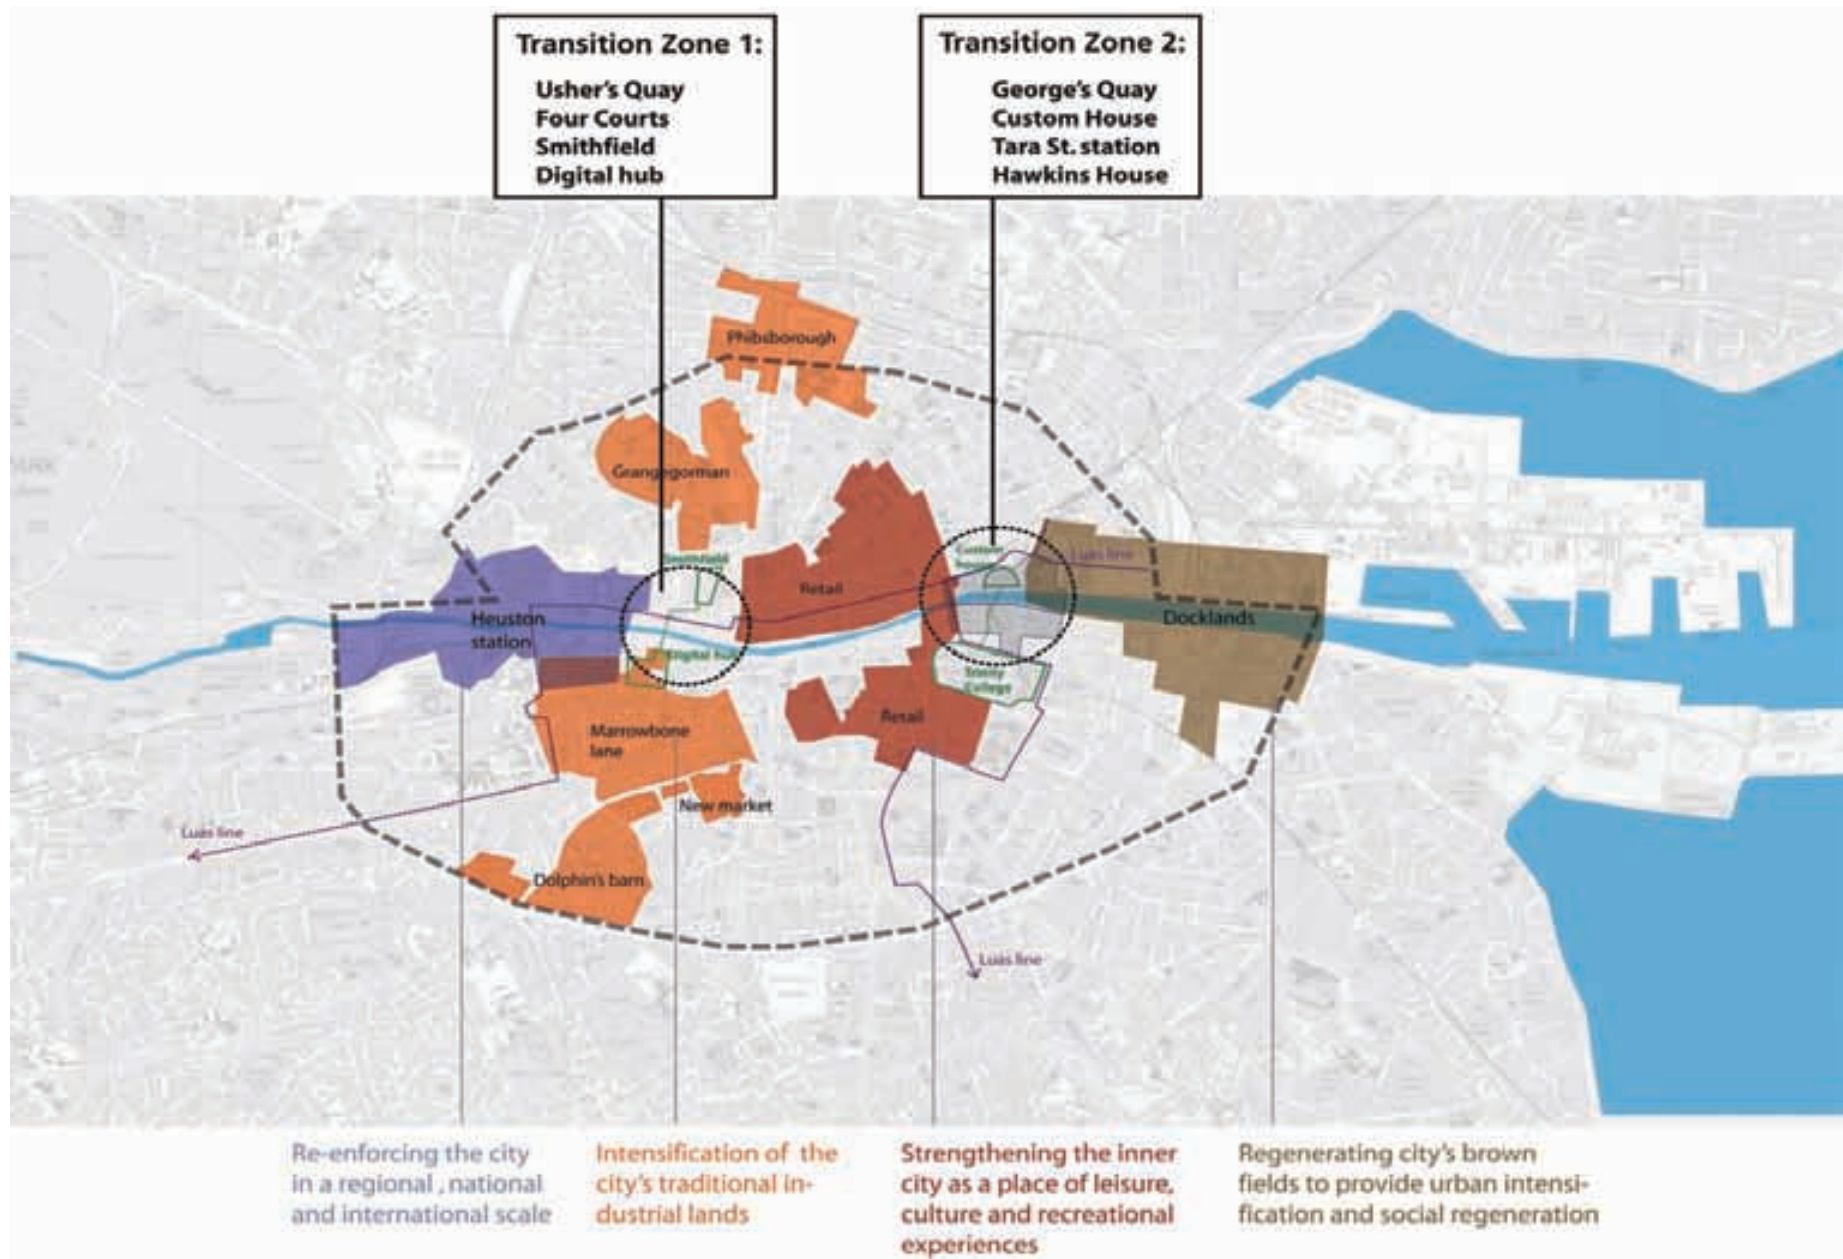 Transition Zone 1:
Usher's Quay
Four Courts
Smithfield
Digital hub
Transition Zone 2:
George's Quay
Custom House
Tara St. station
Hawkins House
Phibsborough
Grangegorman
Smithfield
Custom
Luas line
Retail
Heuston
station
Docklands
Digital hub
Trinity
College
Retail
Marrowbone
lane
New market
Luas line
Dolphin's barn
Luas line
Re-enforcing the city
in a regional , national
and international scale
Intensification of the
city's traditional in-
dustrial lands
Strengthening the inner
city as a place of leisure,
culture and recreational
experiences
Regenerating city's brown
fields to provide urban intensi-
fication and social regeneration